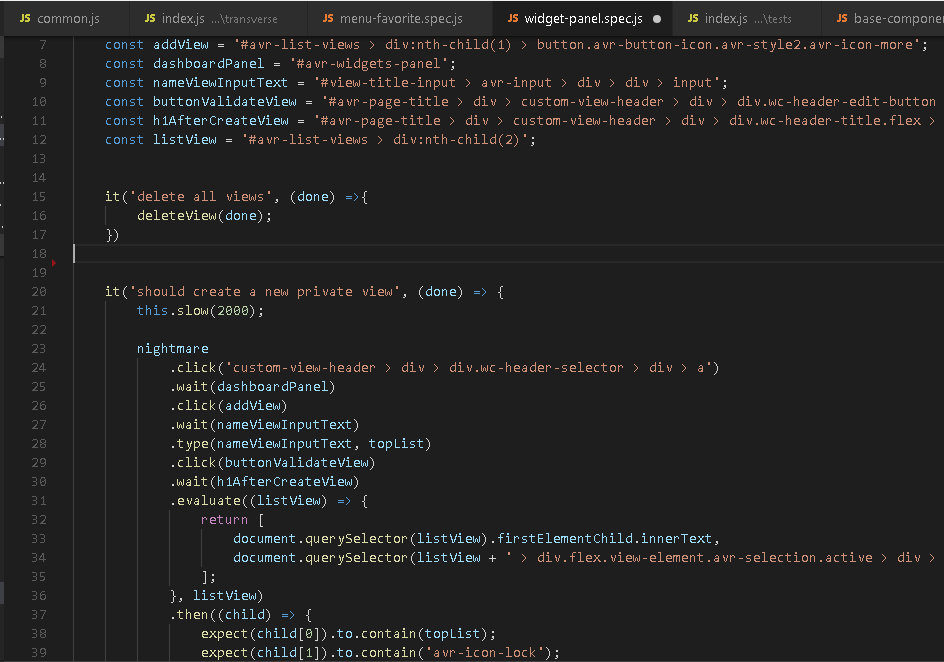 JS common.js JS index.js ...\transverse JS menu-favorite.spec.js JS widget-panel.spec.js ● JS index.js ...\tests JS base-componen
7 const addView = '#avr-list-views > div:nth-child(1) > button.avr-button-icon.avr-style2.avr-icon-more';
8 const dashboardPanel = '#avr-widgets-panel';
9 const nameViewInputText = '#view-title-input > avr-input > div > div > input';
10 const buttonValidateView = '#avr-page-title > div > custom-view-header > div > div.wc-header-edit-button
11 const h1AfterCreateView = '#avr-page-title > div > custom-view-header > div > div.wc-header-title.flex >
12 const listView = '#avr-list-views > div:nth-child(2)';
13
14
15 it('delete all views', (done) =>{
16 deleteView(done);
17 })
18
19
20 it('should create a new private view', (done) => {
21 this.slow(2000);
22
23 nightmare
24 .click('custom-view-header > div > div.wc-header-selector > div > a')
25 .wait(dashboardPanel)
26 .click(addView)
27 .wait(nameViewInputText)
28 .type(nameViewInputText, topList)
29 .click(buttonValidateView)
30 .wait(h1AfterCreateView)
31 .evaluate((listView) => {
32 return [
33 document.querySelector(listView).firstElementChild.innerText,
34 document.querySelector(listView + ' > div.flex.view-element.avr-selection.active > div >
35 ];
36 }, listView)
37 .then((child) => {
38 expect(child[0]).to.contain(topList);
39 expect(child[1]).to.contain('avr-icon-lock');